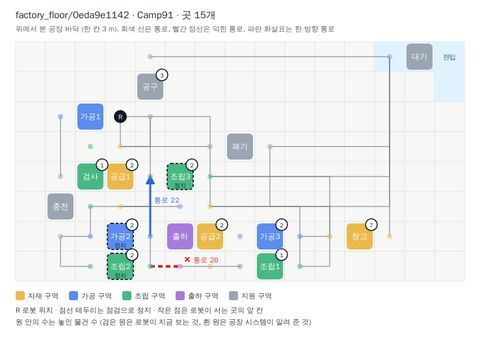 factory_floor/0eda9e1142 · Camp91 · 곳 15개
위에서 본 공장 바닥 (한 칸 3 m). 회색 선은 통로, 빨간 점선은 막힌 통로, 파란 화살표는 한 방향 통로
대기
진입
3
공구
가공1
R
폐기
1
2
2
검사
공급1
조립3
정지
충전
통로 22
2
2
2
7
가공2
정지
출하
공급2
가공3
창고
2
통로 26
1
조립2
정지
조립1
자재 구역
가공 구역
조립 구역
출하 구역
지원 구역
R 로봇 위치 · 점선 테두리는 점검으로 정지 · 작은 점은 로봇이 서는 곳의 앞 칸
원 안의 수는 놓인 물건 수 (검은 원은 로봇이 지금 보는 것, 흰 원은 공장 시스템이 알려 준 것)